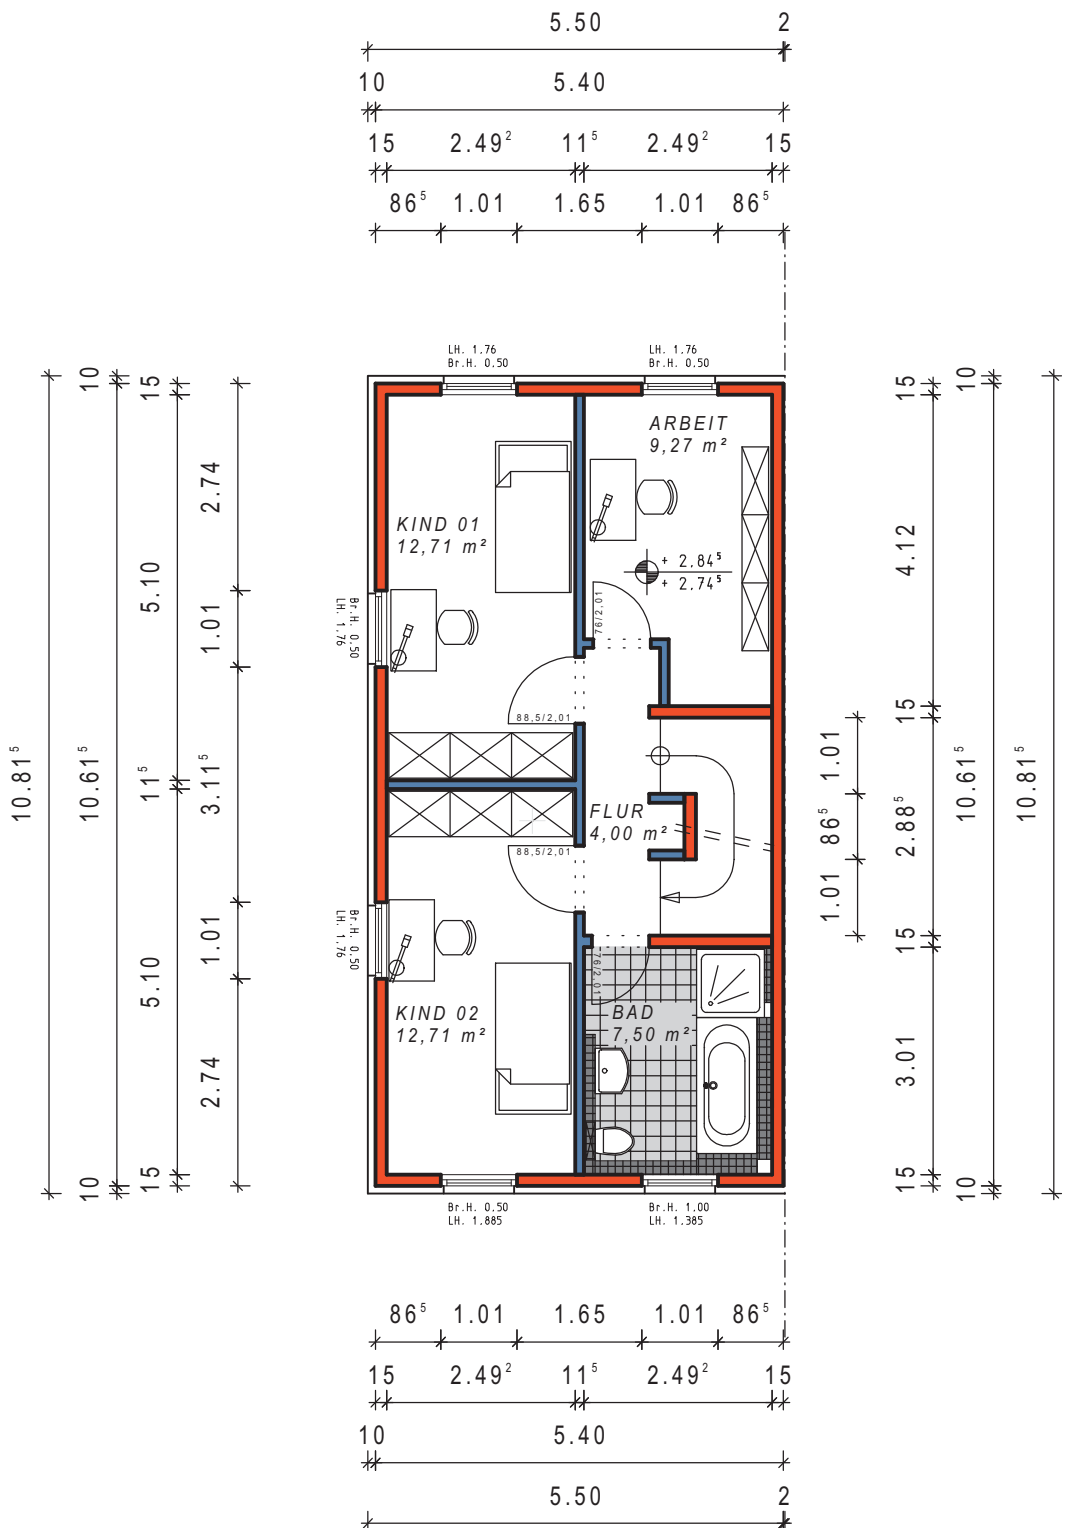 5.50 2
10 5.40
15 2.49² 11⁵ 2.49² 15
86⁵ 1.01 1.65 1.01 86⁵
LH. 1.76
Br.H. 0.50
LH. 1.76
Br.H. 0.50
10.81⁵
10 10.61⁵ 10
15 5.10 11⁵ 5.10 15
2.74 1.01 3.11⁵ 1.01 2.74
Br.H. 0.50
LH. 1.76
Br.H. 0.50
LH. 1.76
ARBEIT
9,27 m²
KIND 01
12,71 m²
+ 2.84⁵
+ 2.74⁵
76/2,01
88,5/2,01
FLUR
4,00 m²
88,5/2,01
76/2,01
KIND 02
12,71 m²
BAD
7,50 m²
1.01 86⁵ 1.01
15 4.12 15 2.88⁵ 15 3.01 15
10 10.61⁵ 10
10.81⁵
Br.H. 0.50
LH. 1.885
Br.H. 1.00
LH. 1.385
86⁵ 1.01 1.65 1.01 86⁵
15 2.49² 11⁵ 2.49² 15
10 5.40
5.50 2